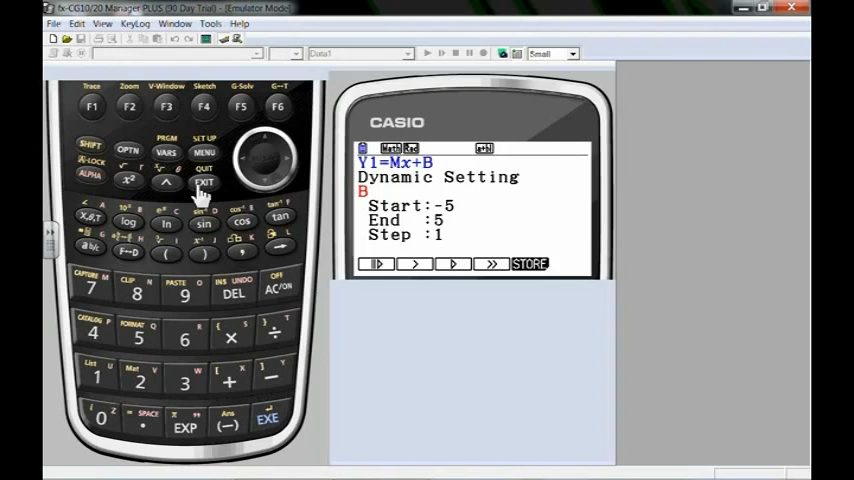 fx-CG10/20 Manager PLUS (90 Day Trial) - [Emulator Mode]
File Edit View KeyLog Window Tools Help
Data1 Small
Trace Zoom V-Window Sketch G-Solv G↔T
F1 F2 F3 F4 F5 F6
PRGM SET UP
SHIFT OPTN VARS MENU
A-LOCK QUIT
ALPHA x² ^ EXIT
X,θ,T log ln sin cos tan
a b/c F↔D ( ) , →
CAPTURE M CLIP N PASTE O INS UNDO OFF
7 8 9 DEL AC/ON
CATALOG P FORMAT Q R { S } T
4 5 6 × ÷
List U Mat V W [ X ] Y
1 2 3 + −
i Z = SPACE π " Ans
0 . EXP (−) EXE
CASIO
Math Rad a+bi
Y1=Mx+B
Dynamic Setting
B
Start:-5
End :5
Step :1
STORE